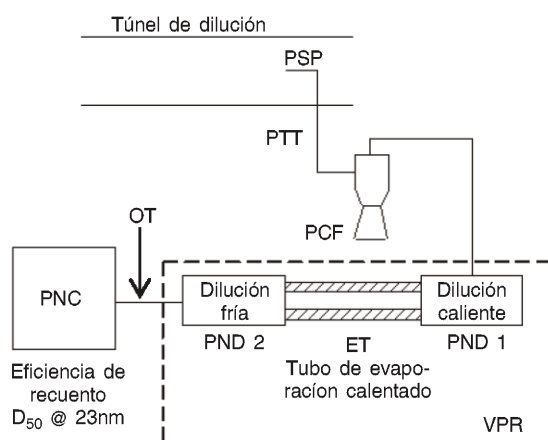 Túnel de dilución
PSP
PTT
PCF
OT
PNC
Dilución
fría
Dilución
caliente
PND 2
ET
PND 1
Tubo de evapo-
racíon calentado
Eficiencia de
recuento
D₅₀ @ 23nm
VPR